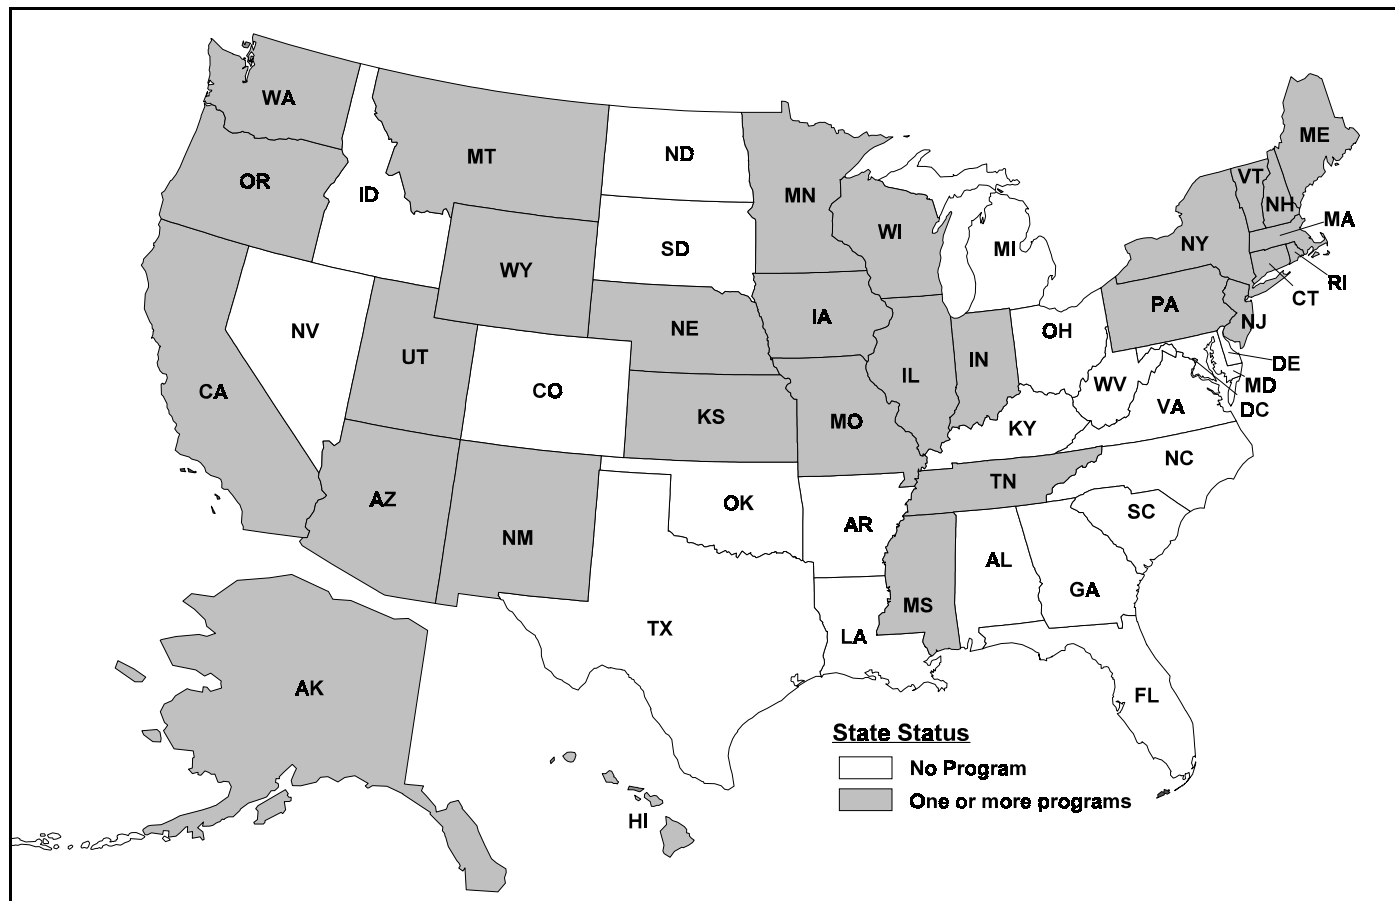 WA
ME
MT
ND
VT
OR
ID
MN
NH
MA
WI
NY
SD
MI
WY
RI
CT
PA
IA
NJ
NE
NV
OH
UT
IN
DE
IL
WV
MD
CO
CA
VA
DC
KS
MO
KY
NC
TN
AZ
OK
SC
AR
NM
AL
GA
MS
TX
LA
AK
FL
State Status
No Program
One or more programs
HI